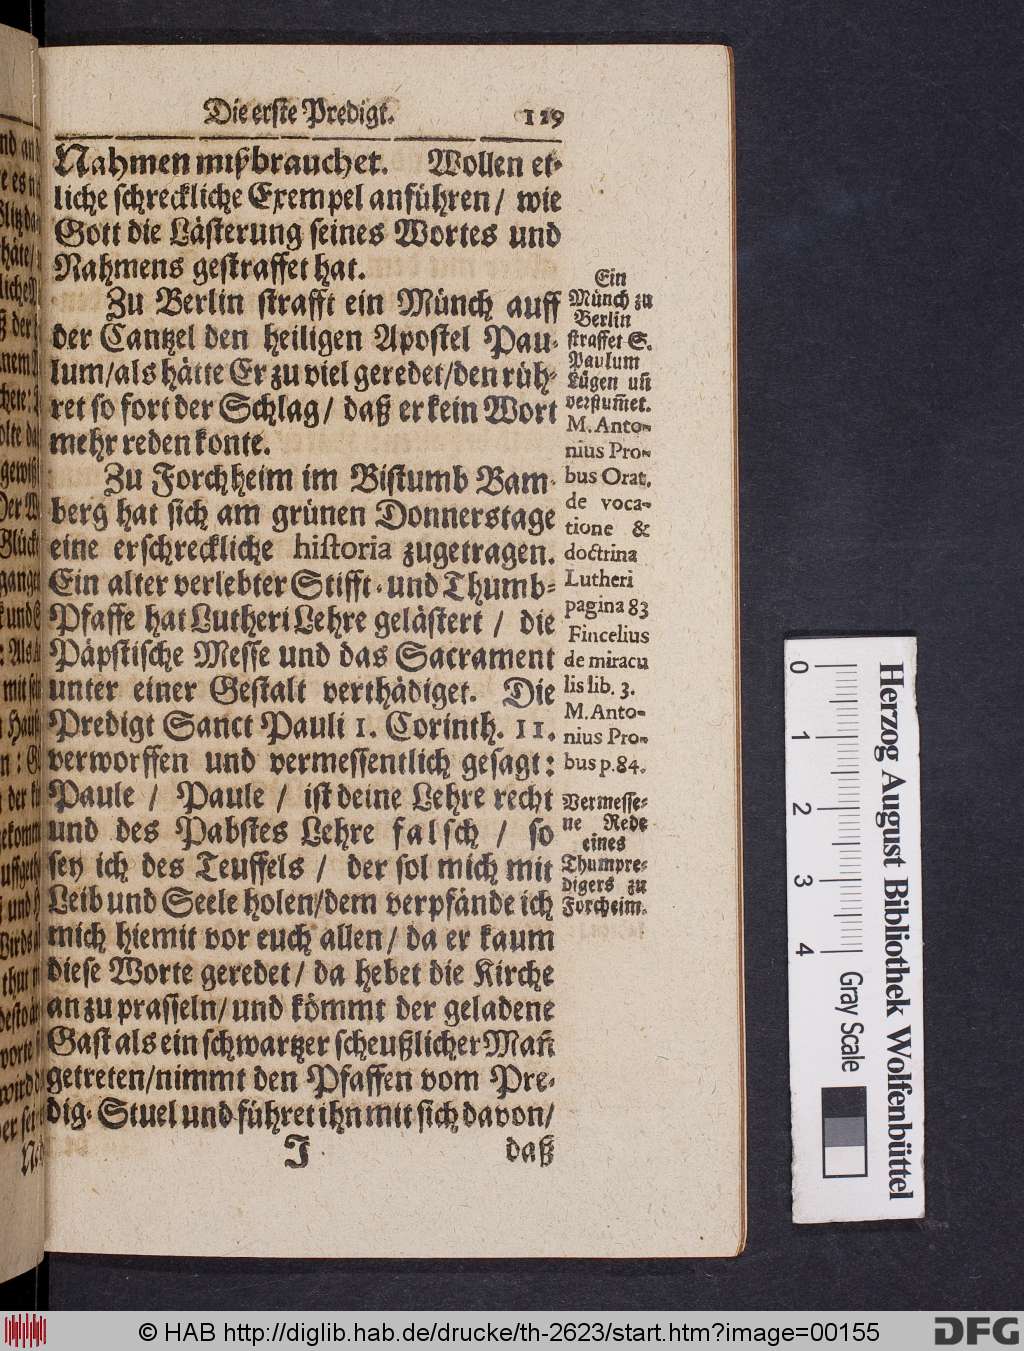 Die erste Predigt. 119
Nahmen mißbrauchet. Wollen et-
liche schreckliche Exempel anführen/ wie
Gott die Lästerung seines Wortes und
Nahmens gestraffet hat.
Zu Berlin strafft ein Münch auff
der Cantzel den heiligen Apostel Pau-
lum/als hätte Er zu viel geredet/den rüh-
ret so fort der Schlag/ daß er kein Wort
mehr reden konte.
Zu Forchheim im Bistumb Bam-
berg hat sich am grünen Donnerstage
eine erschreckliche historia zugetragen.
Ein alter verlebter Stifft-und Thumb-
Pfaffe hat Lutheri Lehre gelästert / die
Päpstische Messe und das Sacrament
unter einer Gestalt verthädiget. Die
Predigt Sanct Pauli 1. Corinth. 11.
verworffen und vermessentlich gesagt:
Paule / Paule / ist deine Lehre recht
und des Pabstes Lehre falsch / so
sey ich des Teuffels / der sol mich mit
Leib und Seele holen/dem verpfände ich
mich hiemit vor euch allen/ da er kaum
diese Worte geredet/ da hebet die Kirche
an zu prasseln/und kömmt der geladene
Gast als ein schwartzer scheußlicher Mañ
getreten/nimmt den Pfaffen vom Pre-
dig-Stuel und führet ihn mit sich davon/
J daß
Ein
Münch zu
Berlin
straffet S.
Paulum
Lügen uñ
verstum̃et.
M. Anto-
nius Pro-
bus Orat.
de voca-
tione &
doctrina
Lutheri
pagina 83
Fincelius
de miracu
lis lib. 3.
M. Anto-
nius Pro-
bus p. 84.
Vermesse-
ne Rede
eines
Thumpre-
digers zu
Forcheim.
0 1 2 3 4
Herzog August Bibliothek Wolfenbüttel
Gray Scale
© HAB http://diglib.hab.de/drucke/th-2623/start.htm?image=00155
DFG